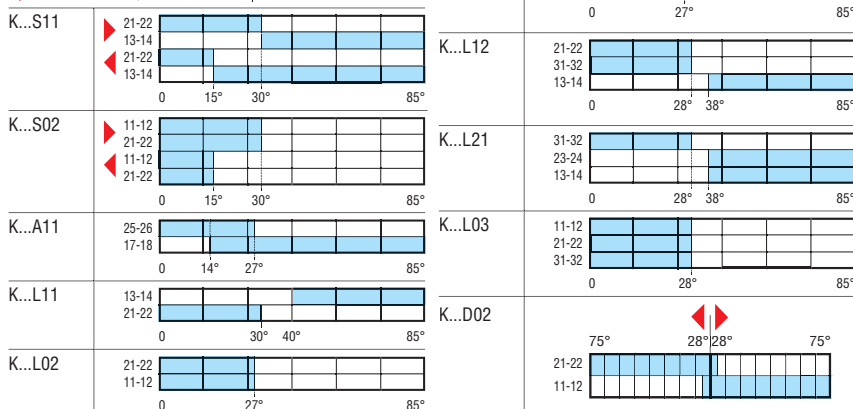 K...S11
21-22
13-14
21-22
13-14
0 15° 30° 85°
K...S02
11-12
21-22
11-12
21-22
0 15° 30° 85°
K...A11
25-26
17-18
0 14° 27° 85°
K...L11
13-14
21-22
0 30° 40° 85°
K...L02
21-22
11-12
0 27° 85°
0 27° 85°
K...L12
21-22
31-32
13-14
0 28° 38° 85°
K...L21
31-32
23-24
13-14
0 28° 38° 85°
K...L03
11-12
21-22
31-32
0 28° 85°
K...D02
75° 28° 28° 75°
21-22
11-12